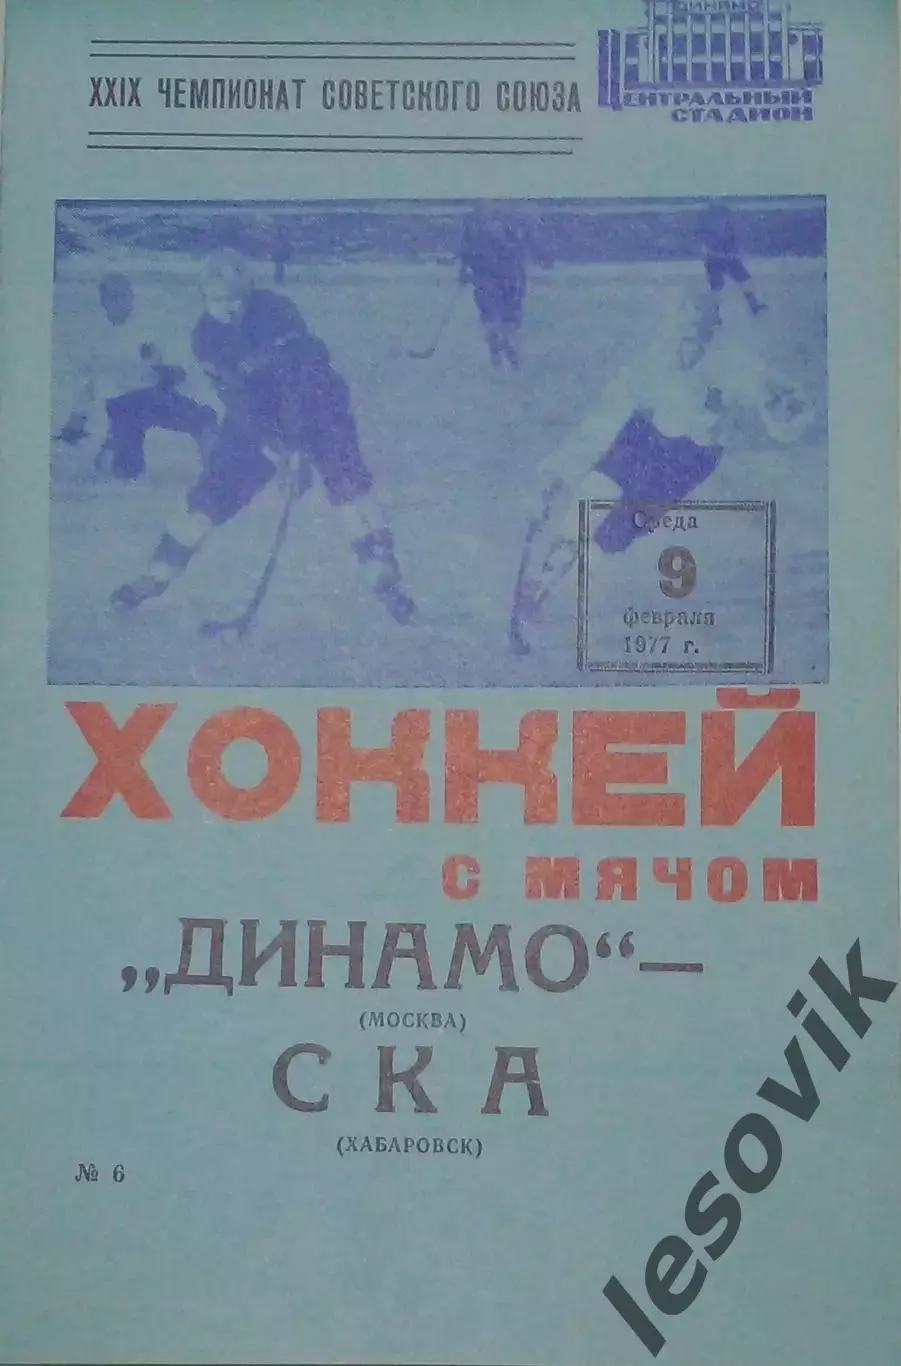 ДИНАМО
ЦЕНТРАЛЬНЫЙ
СТАДИОН
XXIX ЧЕМПИОНАТ СОВЕТСКОГО СОЮЗА
Среда
9
февраля
1977 г.
ХОККЕЙ
С МЯЧОМ
„ДИНАМО“—
(МОСКВА)
СКА
(ХАБАРОВСК)
№ 6
lesovik